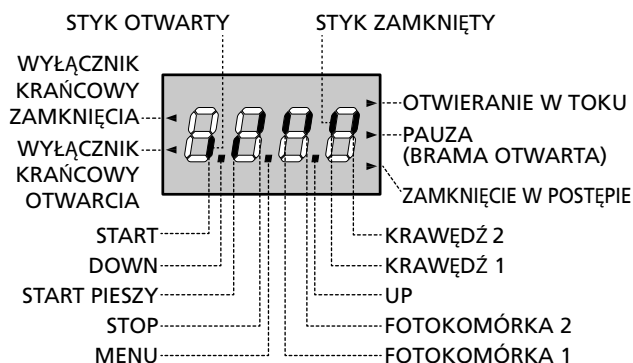 STYK OTWARTY
STYK ZAMKNIĘTY
WYŁĄCZNIK
KRAŃCOWY
ZAMKNIĘCIA
WYŁĄCZNIK
KRAŃCOWY
OTWARCIA
OTWIERANIE W TOKU
PAUZA
(BRAMA OTWARTA)
ZAMKNIĘCIE W POSTĘPIE
START
DOWN
START PIESZY
STOP
MENU
KRAWĘDŹ 2
KRAWĘDŹ 1
UP
FOTOKOMÓRKA 2
FOTOKOMÓRKA 1